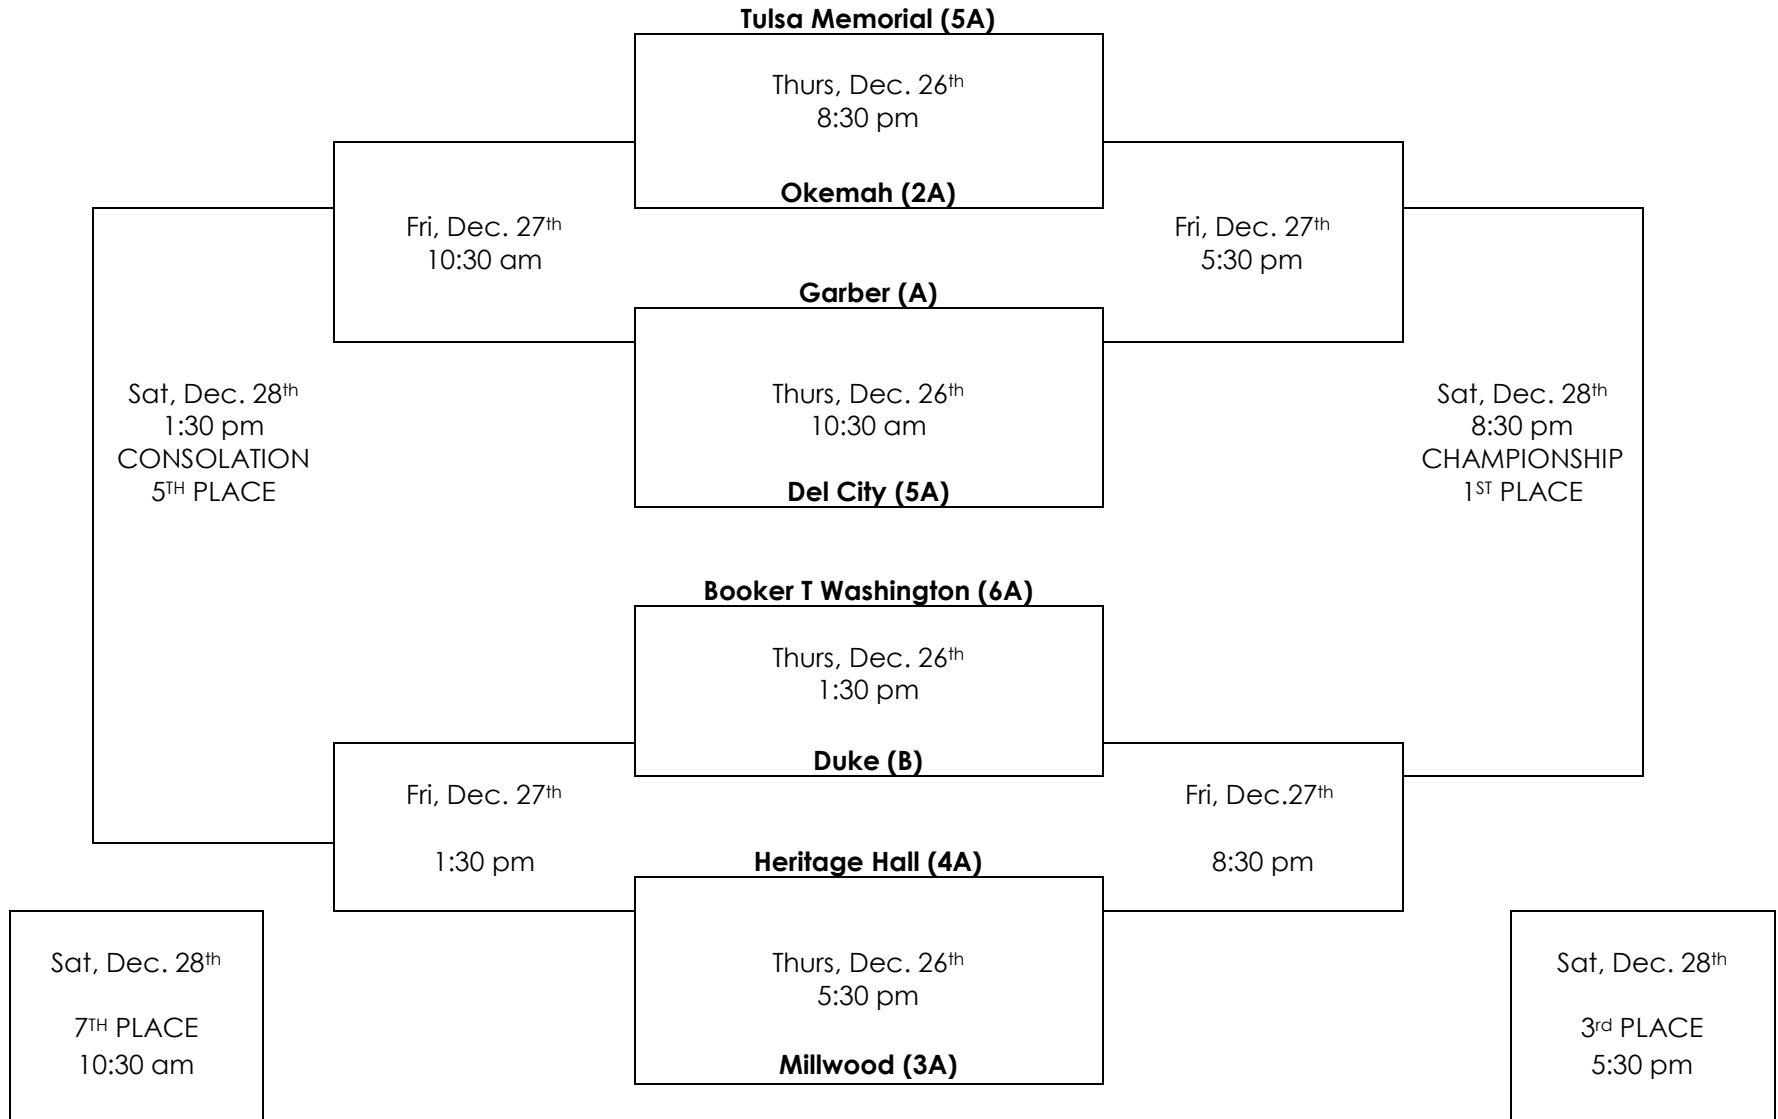 Tulsa Memorial (5A)
Thurs, Dec. 26th
8:30 pm
Okemah (2A)
Fri, Dec. 27th
10:30 am
Fri, Dec. 27th
5:30 pm
Garber (A)
Thurs, Dec. 26th
10:30 am
Del City (5A)
Sat, Dec. 28th
1:30 pm
CONSOLATION
5TH PLACE
Sat, Dec. 28th
8:30 pm
CHAMPIONSHIP
1ST PLACE
Booker T Washington (6A)
Thurs, Dec. 26th
1:30 pm
Duke (B)
Fri, Dec. 27th
1:30 pm
Fri, Dec.27th
8:30 pm
Heritage Hall (4A)
Thurs, Dec. 26th
5:30 pm
Millwood (3A)
Sat, Dec. 28th
7TH PLACE
10:30 am
Sat, Dec. 28th
3rd PLACE
5:30 pm